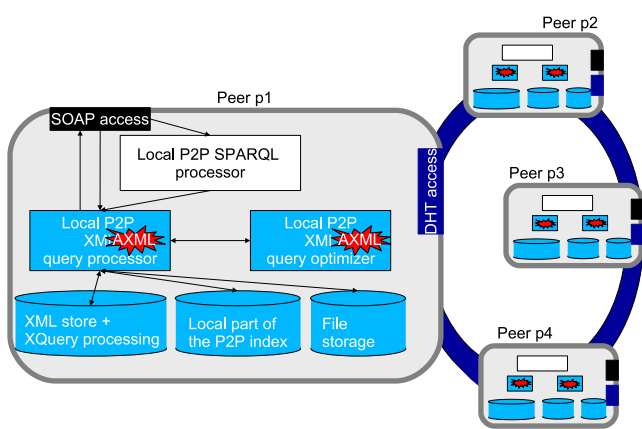 Peer p2
Peer p1
SOAP access
Local P2P SPARQL
processor
DHT access
Peer p3
Local P2P
XM AXML
query processor
Local P2P
XM AXML
query optimizer
XML store +
XQuery processing
Local part of
the P2P index
File
storage
Peer p4